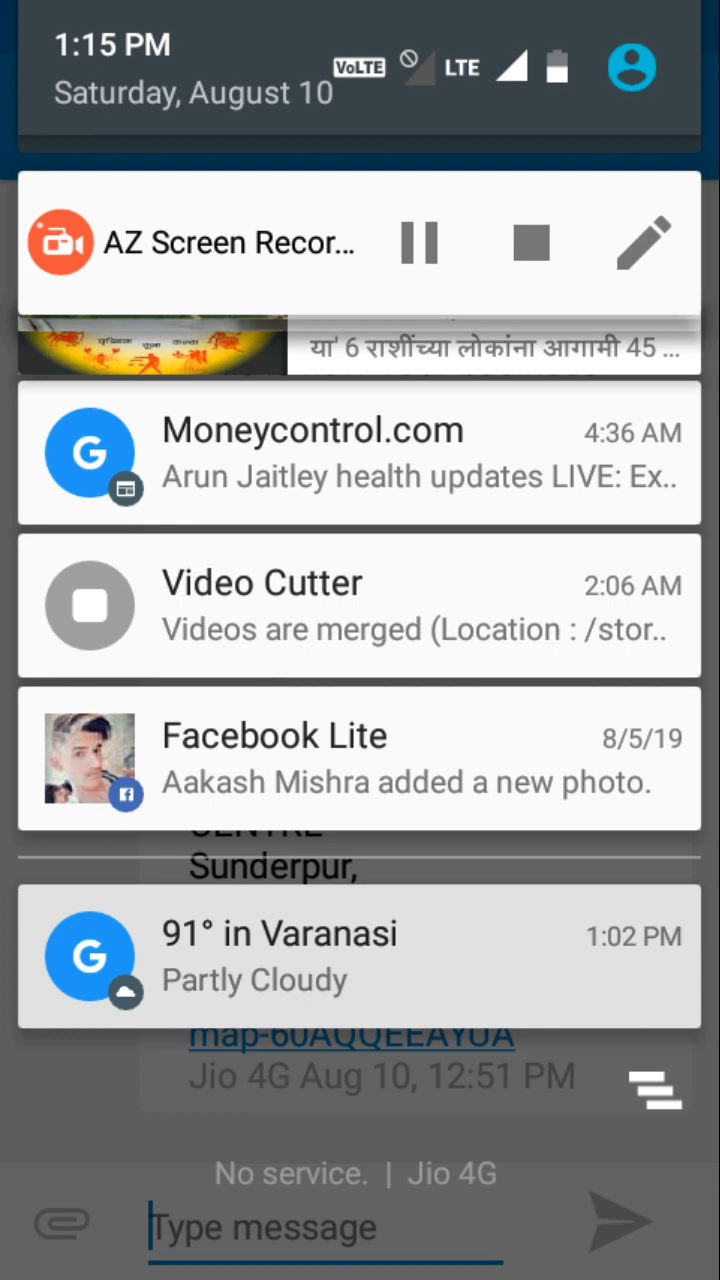 1:15 PM
Saturday, August 10
VoLTE
LTE
AZ Screen Recor...
वृश्चिक तुला कन्या
या' 6 राशींच्या लोकांना आगामी 45 ...
Moneycontrol.com 4:36 AM
Arun Jaitley health updates LIVE: Ex..
Video Cutter 2:06 AM
Videos are merged (Location : /stor..
Facebook Lite 8/5/19
Aakash Mishra added a new photo.
CENTRE
Sunderpur,
91° in Varanasi 1:02 PM
Partly Cloudy
map-60AQQEEAYUA
Jio 4G Aug 10, 12:51 PM
No service. | Jio 4G
Type message